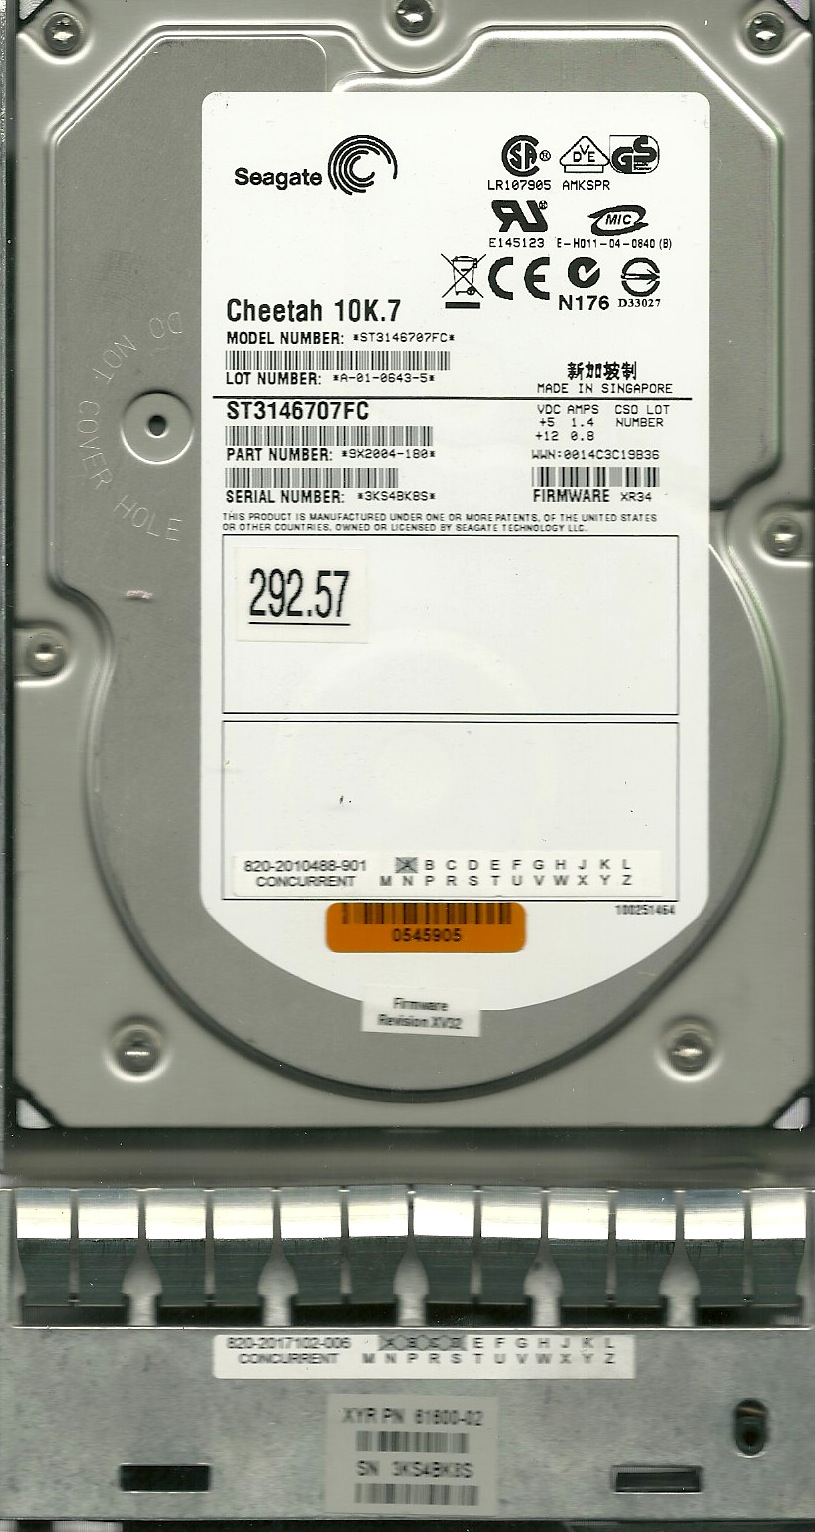 Seagate
LR107905 AMKSPR
E145123 E-H011-04-0840 (B)
MIC
CE
N176 D33027
Cheetah 10K.7
MODEL NUMBER: *ST3146707FC*
LOT NUMBER: *A-01-0643-5*
新加坡制
MADE IN SINGAPORE
ST3146707FC
VDC AMPS CSO LOT
+5 1.4 NUMBER
+12 0.8
PART NUMBER: *9X2004-180*
WWN:0014C3C19B36
SERIAL NUMBER: *3KS4BK8S*
FIRMWARE XR34
THIS PRODUCT IS MANUFACTURED UNDER ONE OR MORE PATENTS, OF THE UNITED STATES
OR OTHER COUNTRIES, OWNED OR LICENSED BY SEAGATE TECHNOLOGY LLC.
DO NOT COVER HOLE
292.57
820-2010488-901 A B C D E F G H J K L
CONCURRENT M N P R S T U V W X Y Z
100251464
0545905
Firmware
Revision XV32
820-2017102-006 A B C D E F G H J K L
CONCURRENT M N P R S T U V W X Y Z
XYR PN 61600-02
SN 3KS4BK8S